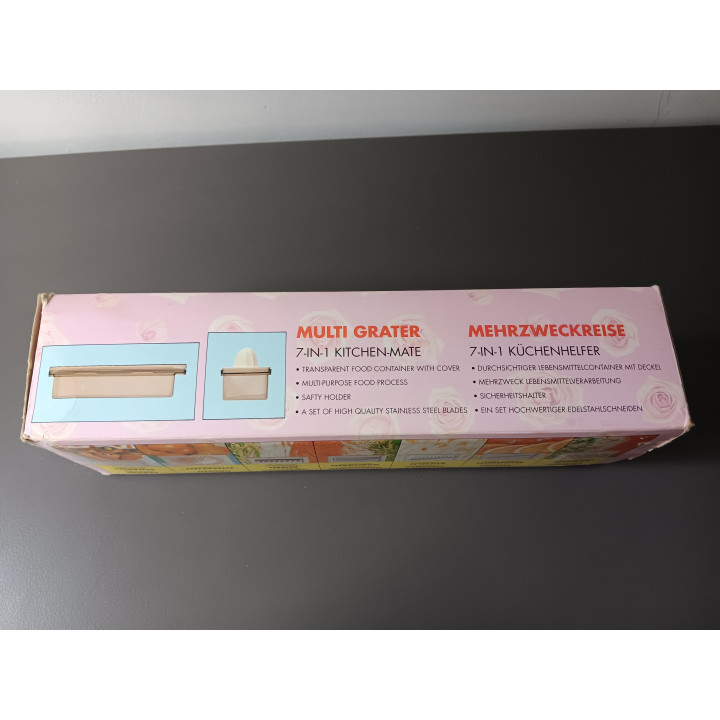 MULTI GRATER
7-IN-1 KITCHEN-MATE
• TRANSPARENT FOOD CONTAINER WITH COVER
• MULTI-PURPOSE FOOD PROCESS
• SAFTY HOLDER
• A SET OF HIGH QUALITY STAINLESS STEEL BLADES
MEHRZWECKREISE
7-IN-1 KÜCHENHELFER
• DURCHSICHTIGER LEBENSMITTELCONTAINER MIT DECKEL
• MEHRZWECK LEBENSMITTELVERARBEITUNG
• SICHERHEITSHALTER
• EIN SET HOCHWERTIGER EDELSTAHLSCHNEIDEN